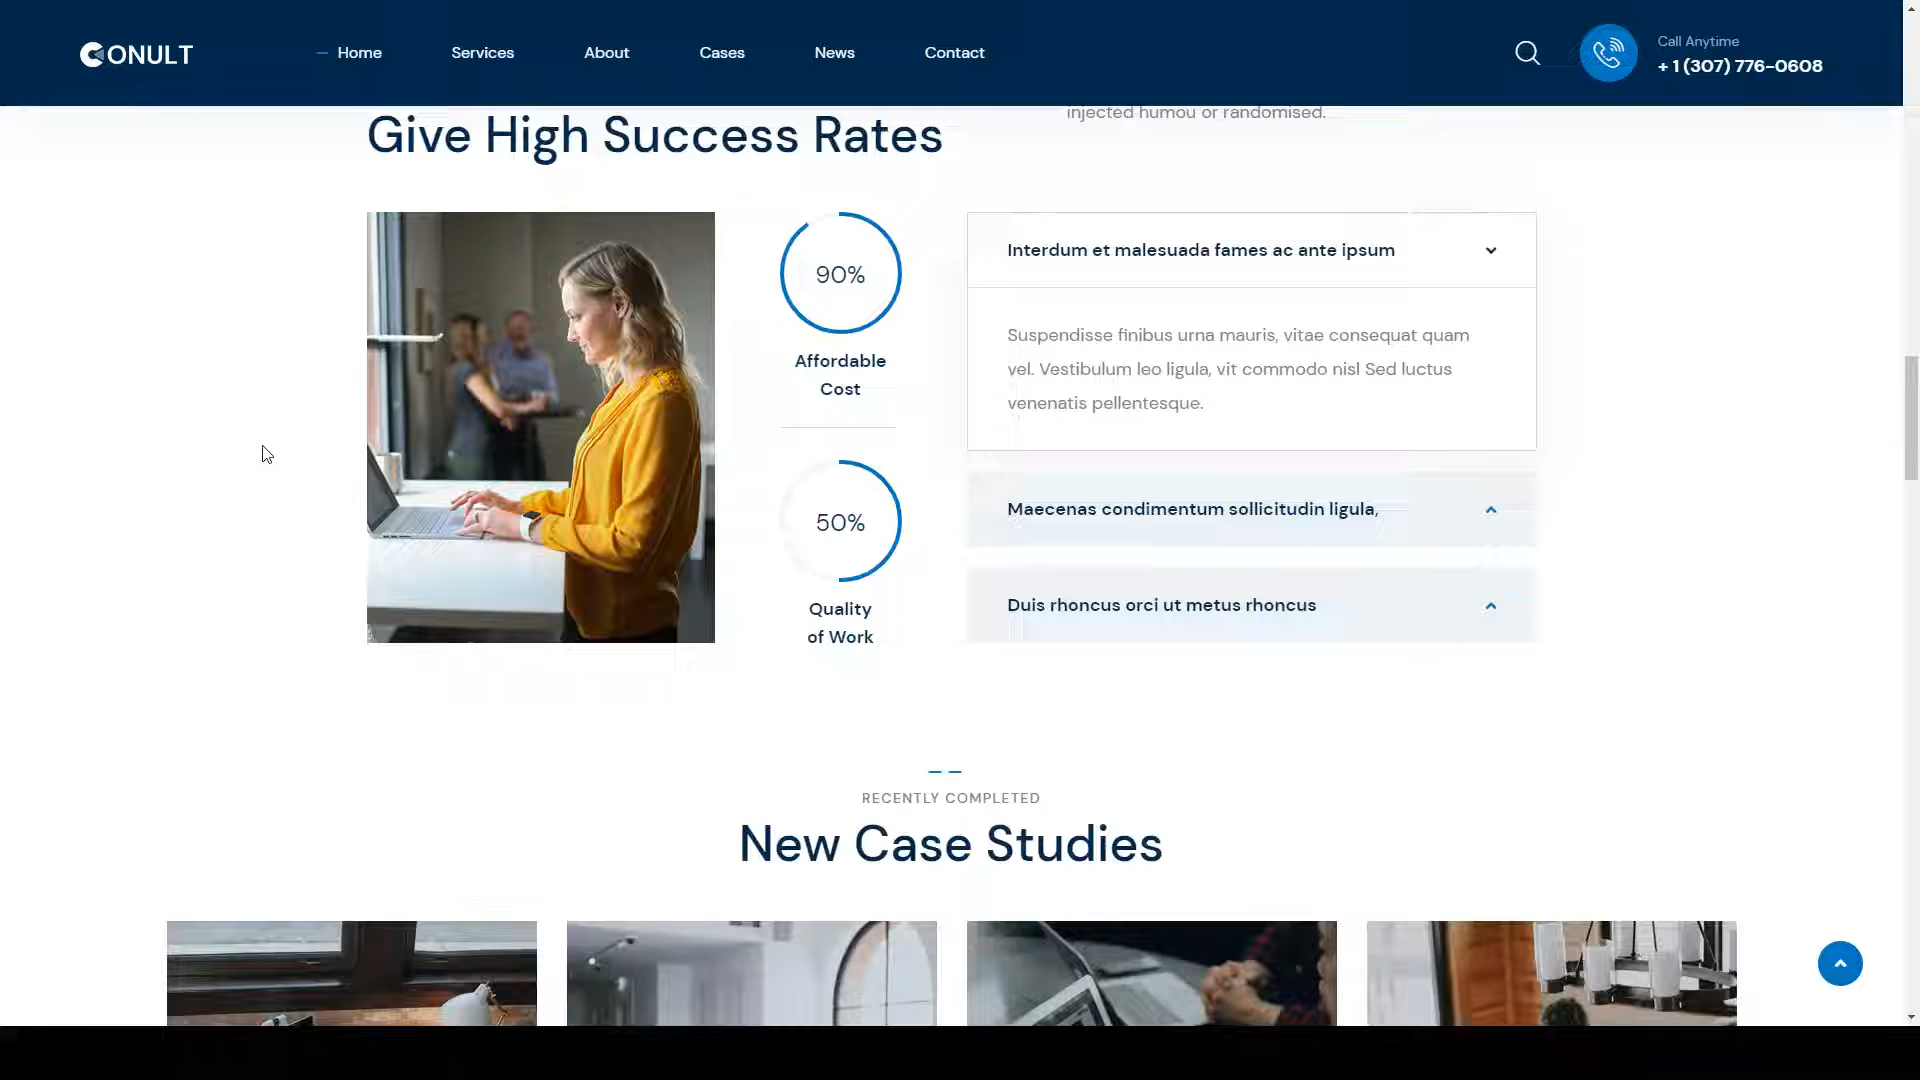 CONULT
Home
Services
About
Cases
News
Contact
Call Anytime
+ 1 (307) 776-0608
injected humou or randomised.
Give High Success Rates
90%
Affordable
Cost
50%
Quality
of Work
Interdum et malesuada fames ac ante ipsum
Suspendisse finibus urna mauris, vitae consequat quam
vel. Vestibulum leo ligula, vit commodo nisl Sed luctus
venenatis pellentesque.
Maecenas condimentum sollicitudin ligula,
Duis rhoncus orci ut metus rhoncus
RECENTLY COMPLETED
New Case Studies